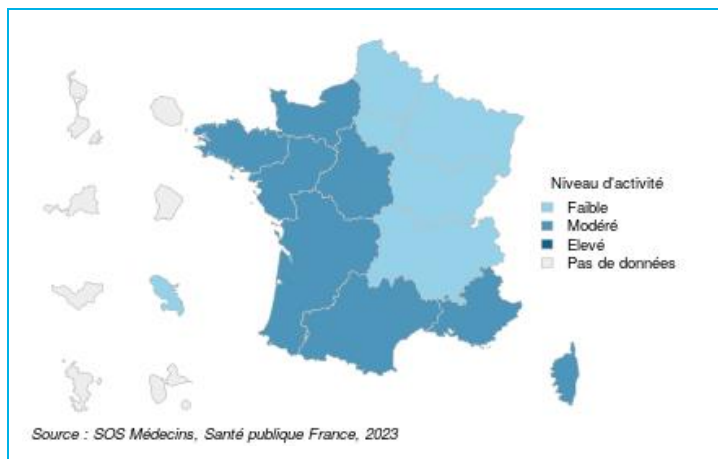 Niveau d'activité
Faible
Modéré
Elevé
Pas de données
Source : SOS Médecins, Santé publique France, 2023